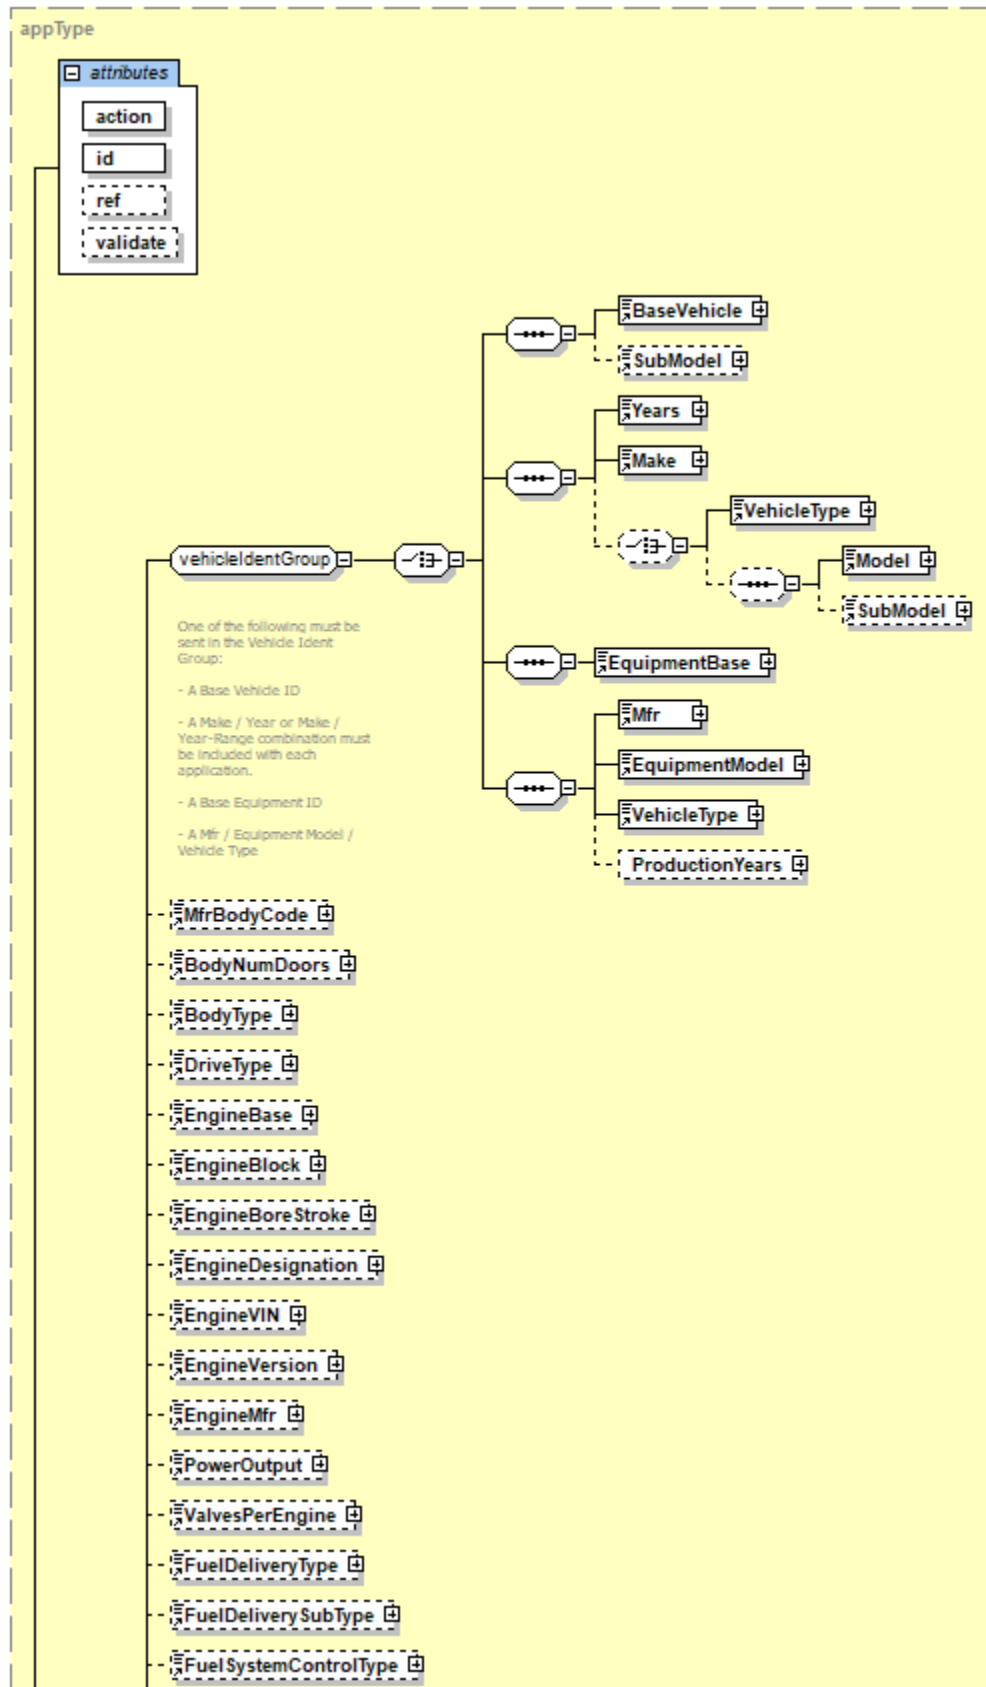 appType
attributes
action
id
ref
validate
BaseVehicle
SubModel
Years
Make
VehicleType
vehicleIdentGroup
Model
SubModel
One of the following must be
sent in the Vehicle Ident
Group:
- A Base Vehicle ID
- A Make / Year or Make /
Year-Range combination must
be included with each
application.
- A Base Equipment ID
- A Mfr / Equipment Model /
Vehicle Type
EquipmentBase
Mfr
EquipmentModel
VehicleType
ProductionYears
MfrBodyCode
BodyNumDoors
BodyType
DriveType
EngineBase
EngineBlock
EngineBoreStroke
EngineDesignation
EngineVIN
EngineVersion
EngineMfr
PowerOutput
ValvesPerEngine
FuelDeliveryType
FuelDeliverySubType
FuelSystemControlType